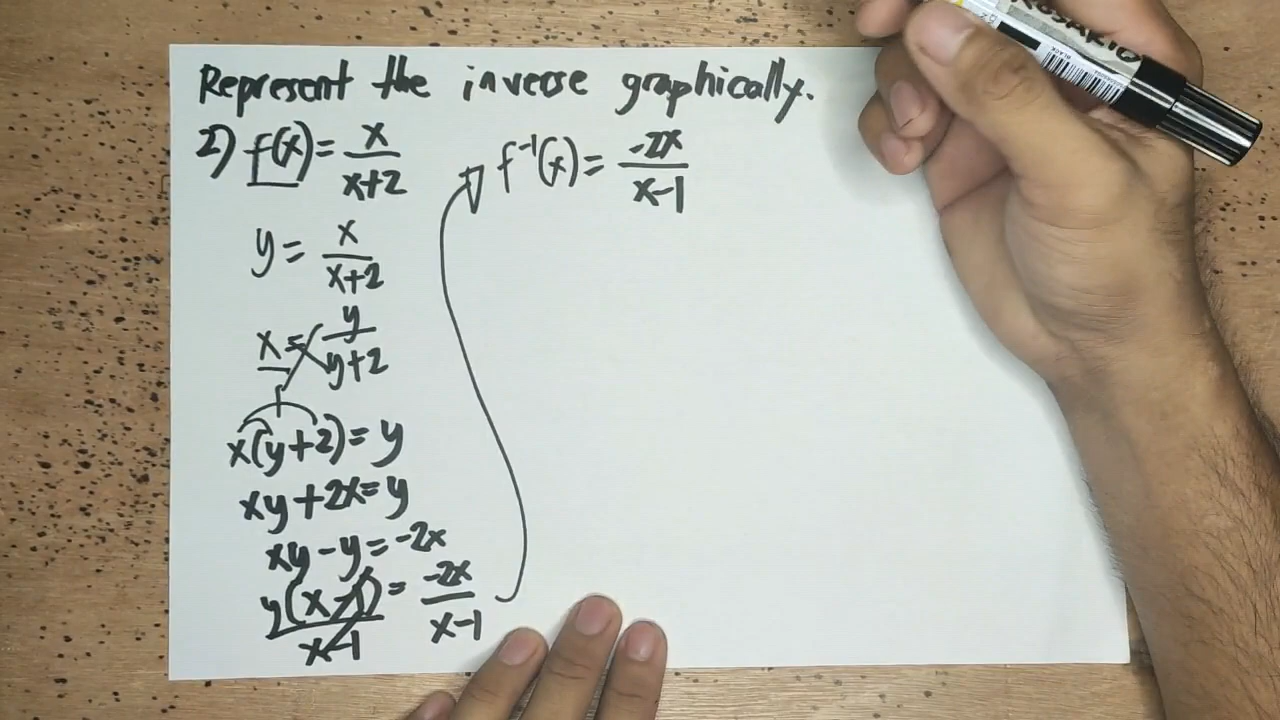 Represent the inverse graphically.
2) f(x) = x/(x+2)
y = x/(x+2)
x = y/(y+2)
x(y+2) = y
xy + 2x = y
xy - y = -2x
y(x-1)/(x-1) = -2x/(x-1)
f⁻¹(x) = -2x/(x-1)
BLACK